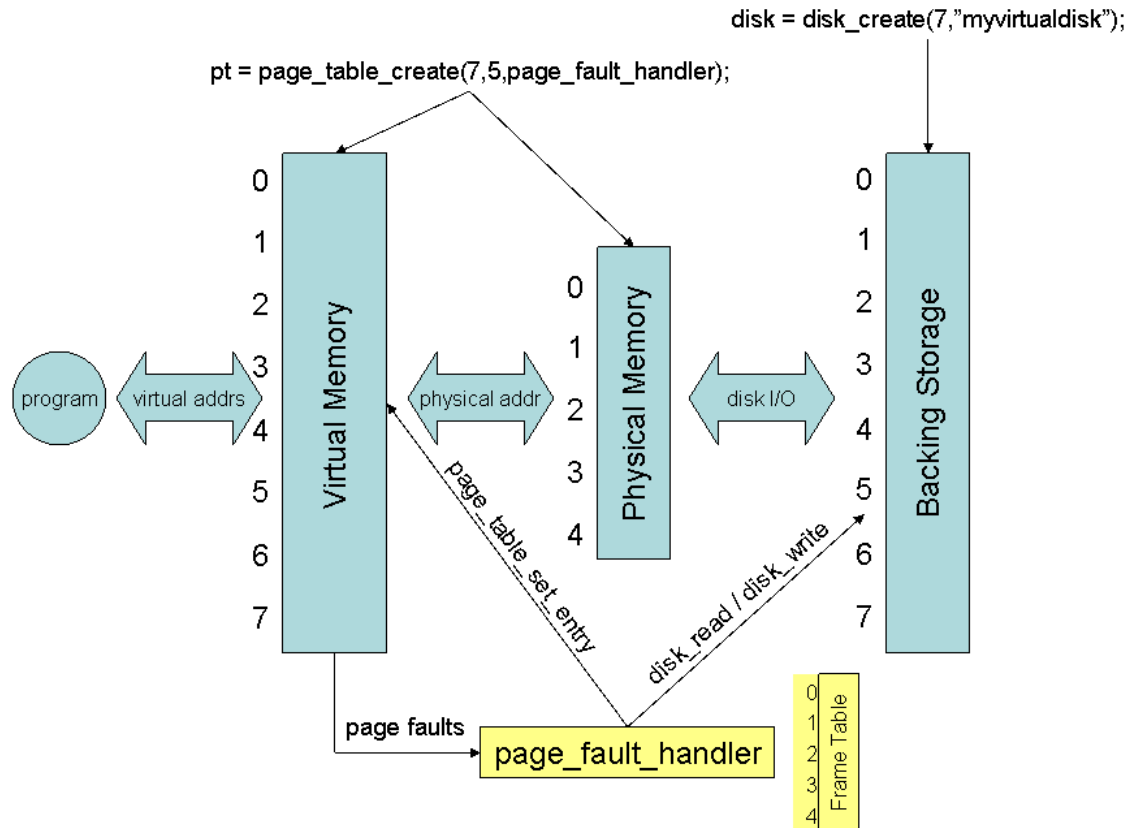 disk = disk_create(7,”myvirtualdisk”);
pt = page_table_create(7,5,page_fault_handler);
0
1
2
3
4
5
6
7
Virtual Memory
0
1
2
3
4
Physical Memory
0
1
2
3
4
5
6
7
Backing Storage
program
virtual addrs
physical addr
disk I/O
page_table_set_entry
disk_read / disk_write
page faults
page_fault_handler
0
1
2
3
4
Frame Table